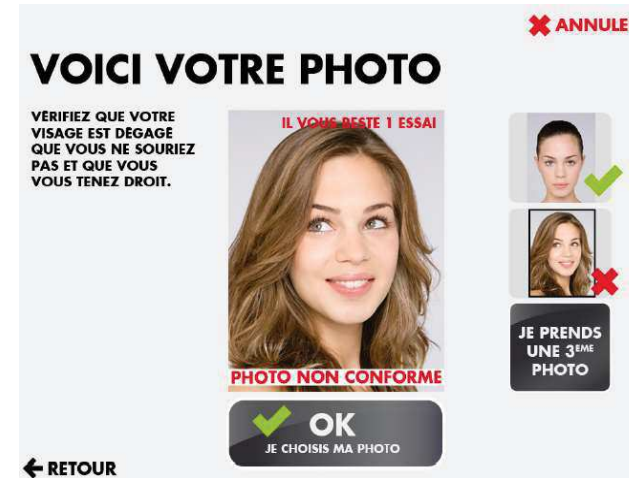 ANNULE
VOICI VOTRE PHOTO
VÉRIFIEZ QUE VOTRE
VISAGE EST DÉGAGÉ
QUE VOUS NE SOURIEZ
PAS ET QUE VOUS
VOUS TENEZ DROIT.
IL VOUS RESTE 1 ESSAI
PHOTO NON CONFORME
JE PRENDS
UNE 3EME
PHOTO
OK
JE CHOISIS MA PHOTO
RETOUR